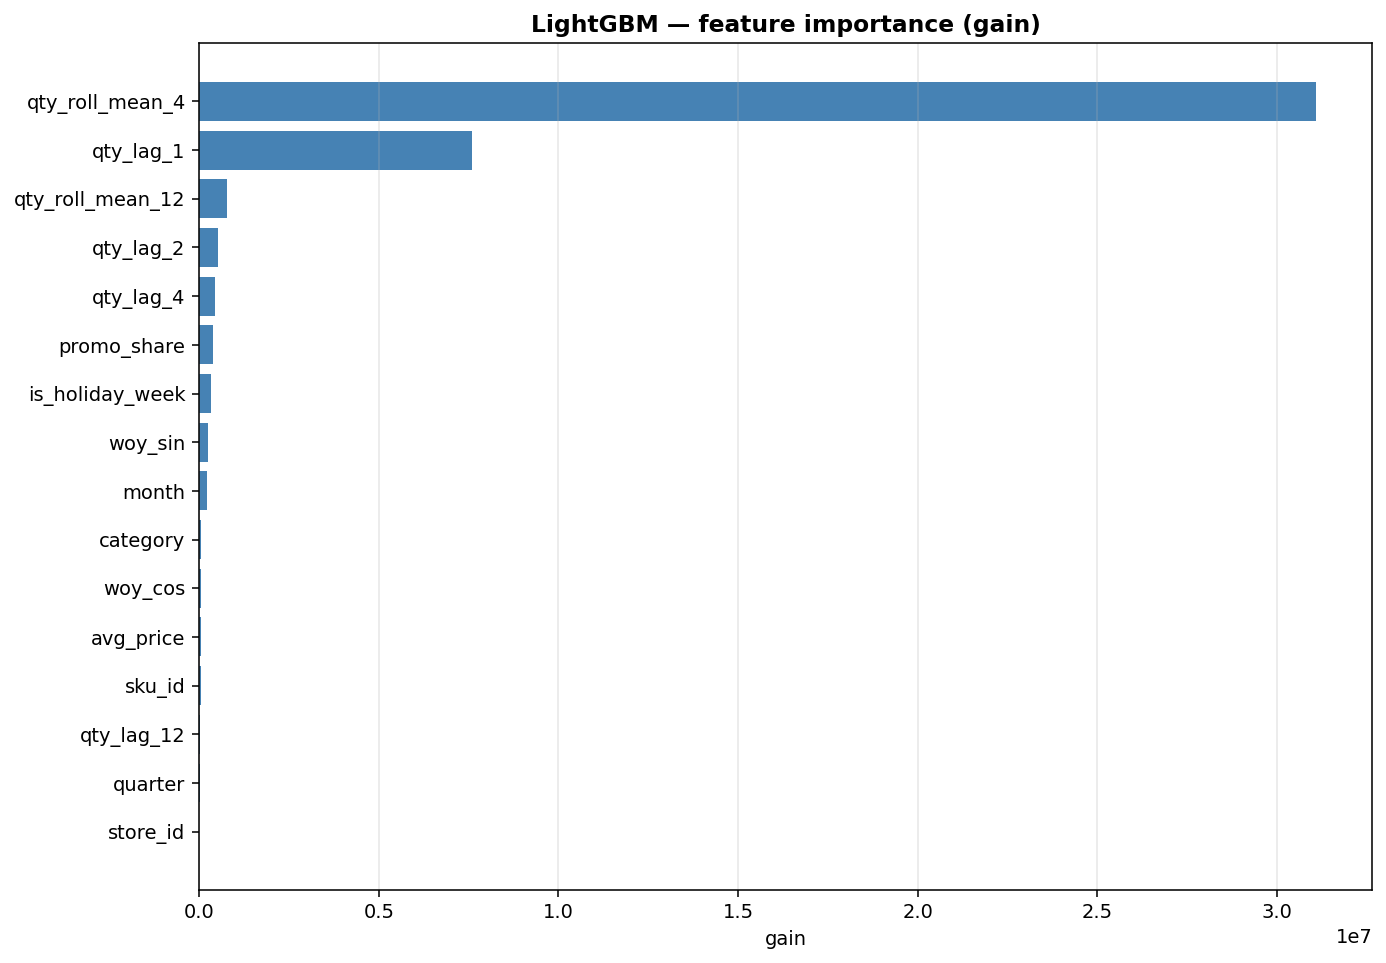 LightGBM — feature importance (gain)
qty_roll_mean_4
qty_lag_1
qty_roll_mean_12
qty_lag_2
qty_lag_4
promo_share
is_holiday_week
woy_sin
month
category
woy_cos
avg_price
sku_id
qty_lag_12
quarter
store_id
0.0 0.5 1.0 1.5 2.0 2.5 3.0
gain
1e7